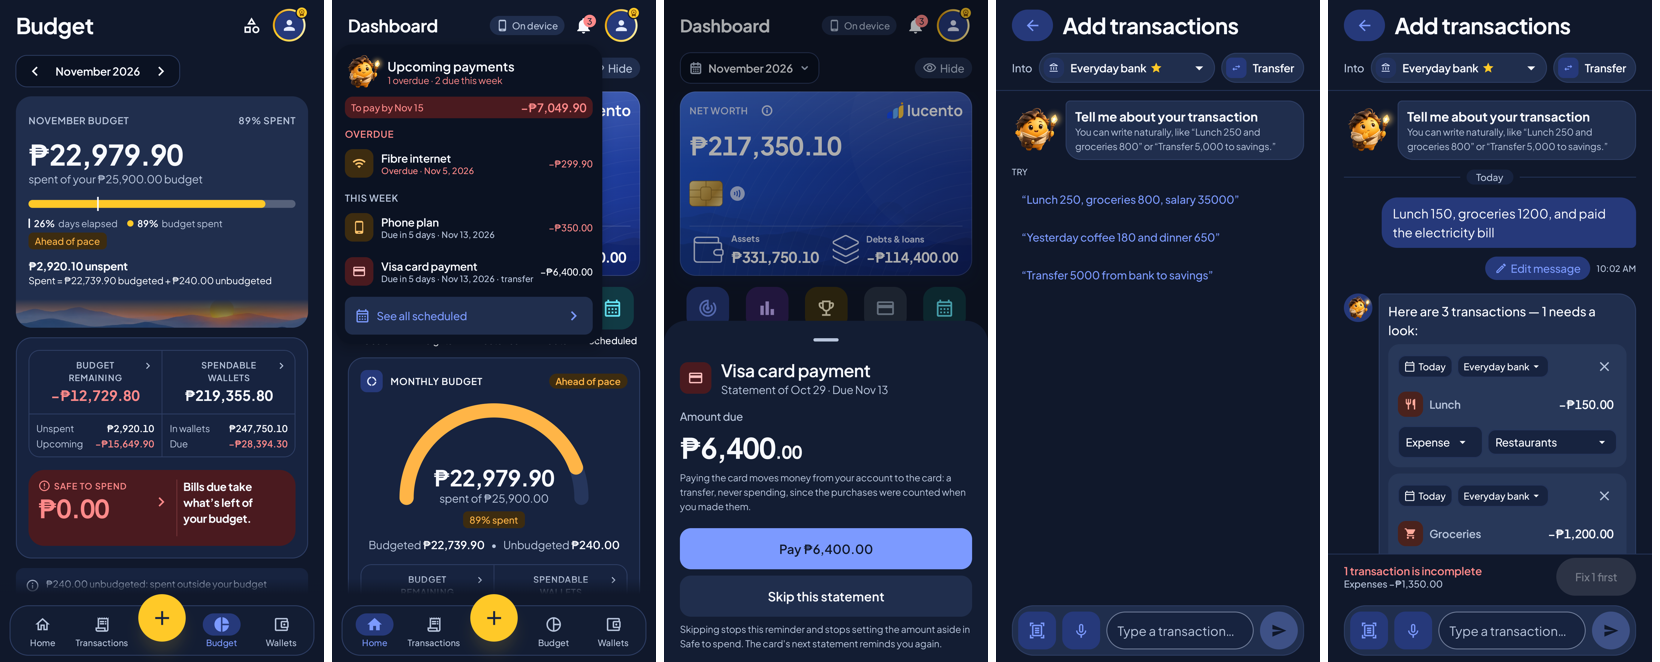 Budget
November 2026
NOVEMBER BUDGET
89% SPENT
₱22,979.90
spent of your ₱25,900.00 budget
26% days elapsed
89% budget spent
Ahead of pace
₱2,920.10 unspent
Spent = ₱22,739.90 budgeted + ₱240.00 unbudgeted
BUDGET
REMAINING
-₱12,729.80
SPENDABLE
WALLETS
₱219,355.80
Unspent ₱2,920.10
Upcoming -₱15,649.90
In wallets ₱247,750.10
Due -₱28,394.30
SAFE TO SPEND
₱0.00
Bills due take
what's left of
your budget.
₱240.00 unbudgeted: spent outside your budget
Home
Transactions
Budget
Wallets
Dashboard
On device
3
Hide
Upcoming payments
1 overdue · 2 due this week
To pay by Nov 15 -₱7,049.90
OVERDUE
Fibre internet
Overdue · Nov 5, 2026
-₱299.90
THIS WEEK
Phone plan
Due in 5 days · Nov 13, 2026
-₱350.00
Visa card payment
Due in 5 days · Nov 13, 2026 · transfer
-₱6,400.00
See all scheduled
MONTHLY BUDGET
Ahead of pace
₱22,979.90
spent of ₱25,900.00
89% spent
Budgeted ₱22,739.90 • Unbudgeted ₱240.00
BUDGET
REMAINING
SPENDABLE
WALLETS
Home
Transactions
Budget
Wallets
Dashboard
On device
3
November 2026
Hide
NET WORTH
lucento
₱217,350.10
Assets
₱331,750.10
Debts & loans
-₱114,400.00
Visa card payment
Statement of Oct 29 · Due Nov 13
Amount due
₱6,400.00
Paying the card moves money from your account to the card: a
transfer, never spending, since the purchases were counted when
you made them.
Pay ₱6,400.00
Skip this statement
Skipping stops this reminder and stops setting the amount aside in
Safe to spend. The card's next statement reminds you again.
Add transactions
Into
Everyday bank
Transfer
Tell me about your transaction
You can write naturally, like "Lunch 250 and
groceries 800" or "Transfer 5,000 to savings."
TRY
"Lunch 250, groceries 800, salary 35000"
"Yesterday coffee 180 and dinner 650"
"Transfer 5000 from bank to savings"
Type a transaction...
Add transactions
Into
Everyday bank
Transfer
Tell me about your transaction
You can write naturally, like "Lunch 250 and
groceries 800" or "Transfer 5,000 to savings."
Today
Lunch 150, groceries 1200, and paid
the electricity bill
Edit message
10:02 AM
Here are 3 transactions — 1 needs a
look:
Today
Everyday bank
Lunch
-₱150.00
Expense
Restaurants
Today
Everyday bank
Groceries
-₱1,200.00
1 transaction is incomplete
Expenses -₱1,350.00
Fix 1 first
Type a transaction...